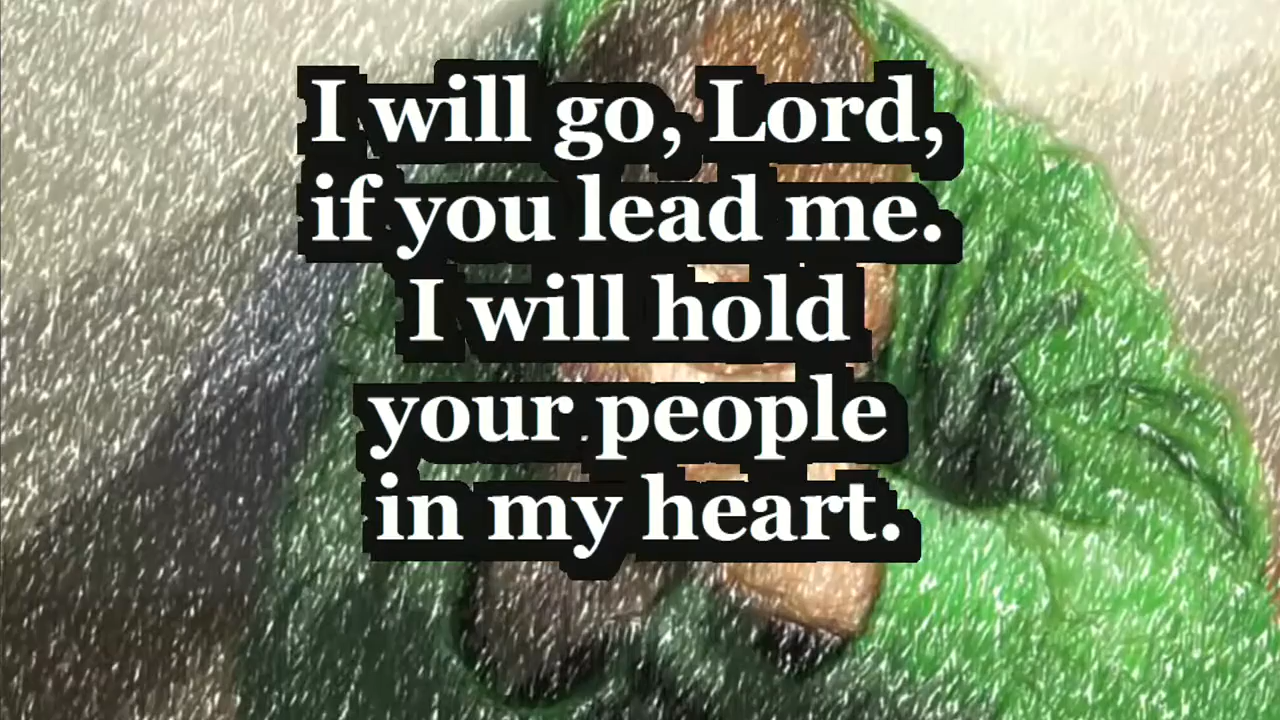 I will go, Lord,
if you lead me.
I will hold
your people
in my heart.